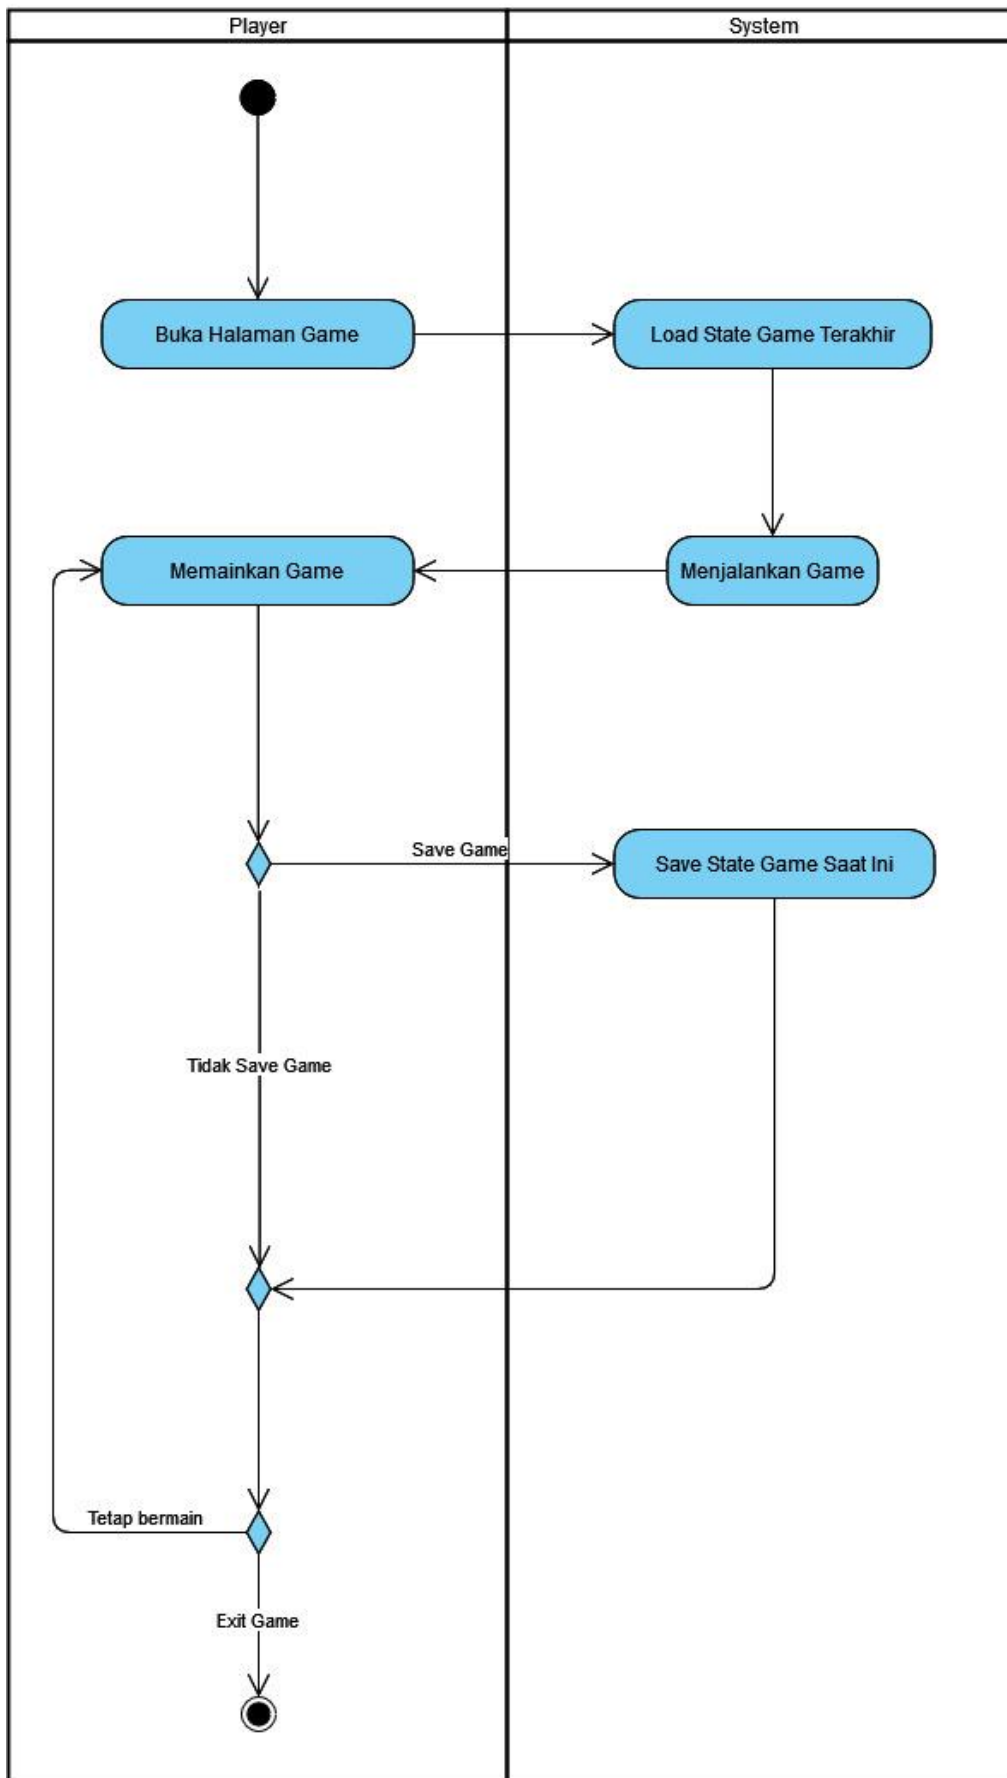 Player
System
Buka Halaman Game
Load State Game Terakhir
Memainkan Game
Menjalankan Game
Save Game
Save State Game Saat Ini
Tidak Save Game
Tetap bermain
Exit Game